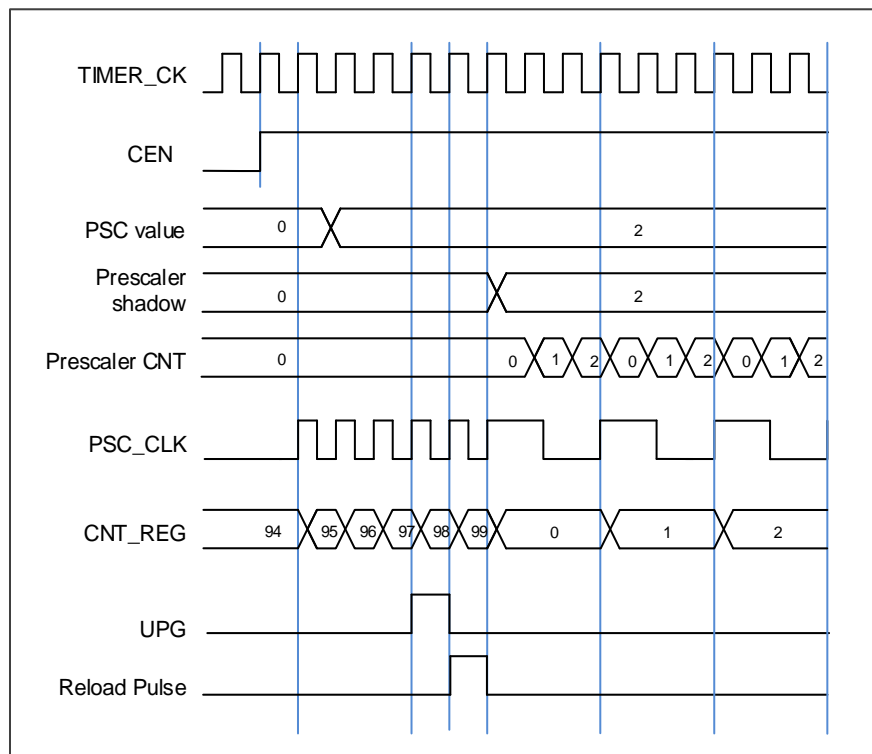 TIMER_CK
CEN
PSC value 0 2
Prescaler
shadow 0 2
Prescaler CNT 0 0 1 2 0 1 2 0 1 2
PSC_CLK
CNT_REG 94 95 96 97 98 99 0 1 2
UPG
Reload Pulse